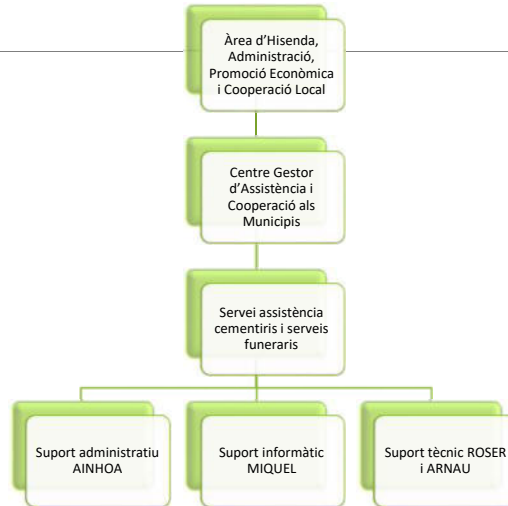 Àrea d’Hisenda,
Administració,
Promoció Econòmica
i Cooperació Local
Centre Gestor
d’Assistència i
Cooperació als
Municipis
Servei assistència
cementiris i serveis
funeraris
Suport administratiu
AINHOA
Suport informàtic
MIQUEL
Suport tècnic ROSER
i ARNAU